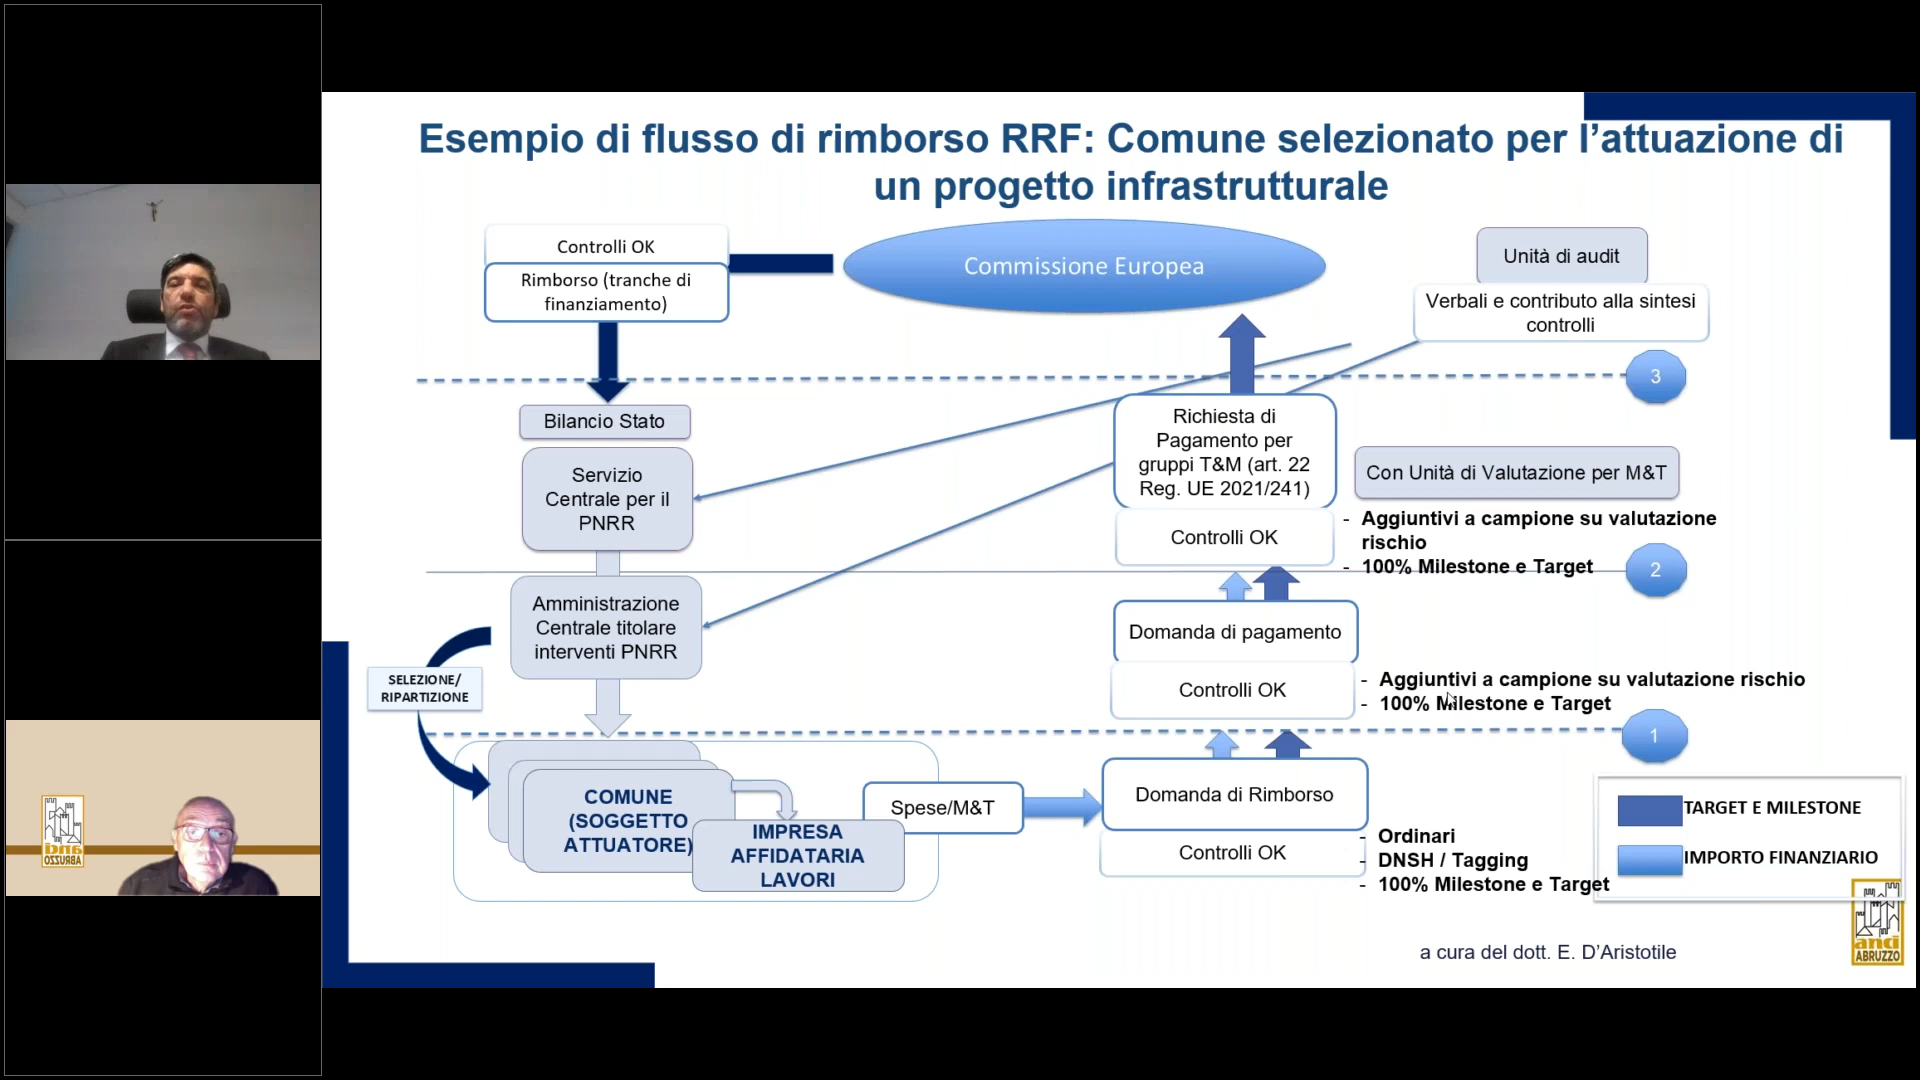 Esempio di flusso di rimborso RRF: Comune selezionato per l’attuazione di
un progetto infrastrutturale
Controlli OK
Rimborso (tranche di
finanziamento)
Commissione Europea
Unità di audit
Verbali e contributo alla sintesi
controlli
3
Bilancio Stato
Servizio
Centrale per il
PNRR
Richiesta di
Pagamento per
gruppi T&M (art. 22
Reg. UE 2021/241)
Controlli OK
Con Unità di Valutazione per M&T
- Aggiuntivi a campione su valutazione
rischio
- 100% Milestone e Target
2
Amministrazione
Centrale titolare
interventi PNRR
SELEZIONE/
RIPARTIZIONE
Domanda di pagamento
Controlli OK
- Aggiuntivi a campione su valutazione rischio
- 100% Milestone e Target
1
COMUNE
(SOGGETTO
ATTUATORE)
IMPRESA
AFFIDATARIA
LAVORI
Spese/M&T
Domanda di Rimborso
Controlli OK
- Ordinari
- DNSH / Tagging
- 100% Milestone e Target
TARGET E MILESTONE
IMPORTO FINANZIARIO
a cura del dott. E. D’Aristotile
anci
ABRUZZO
anci
ABRUZZO